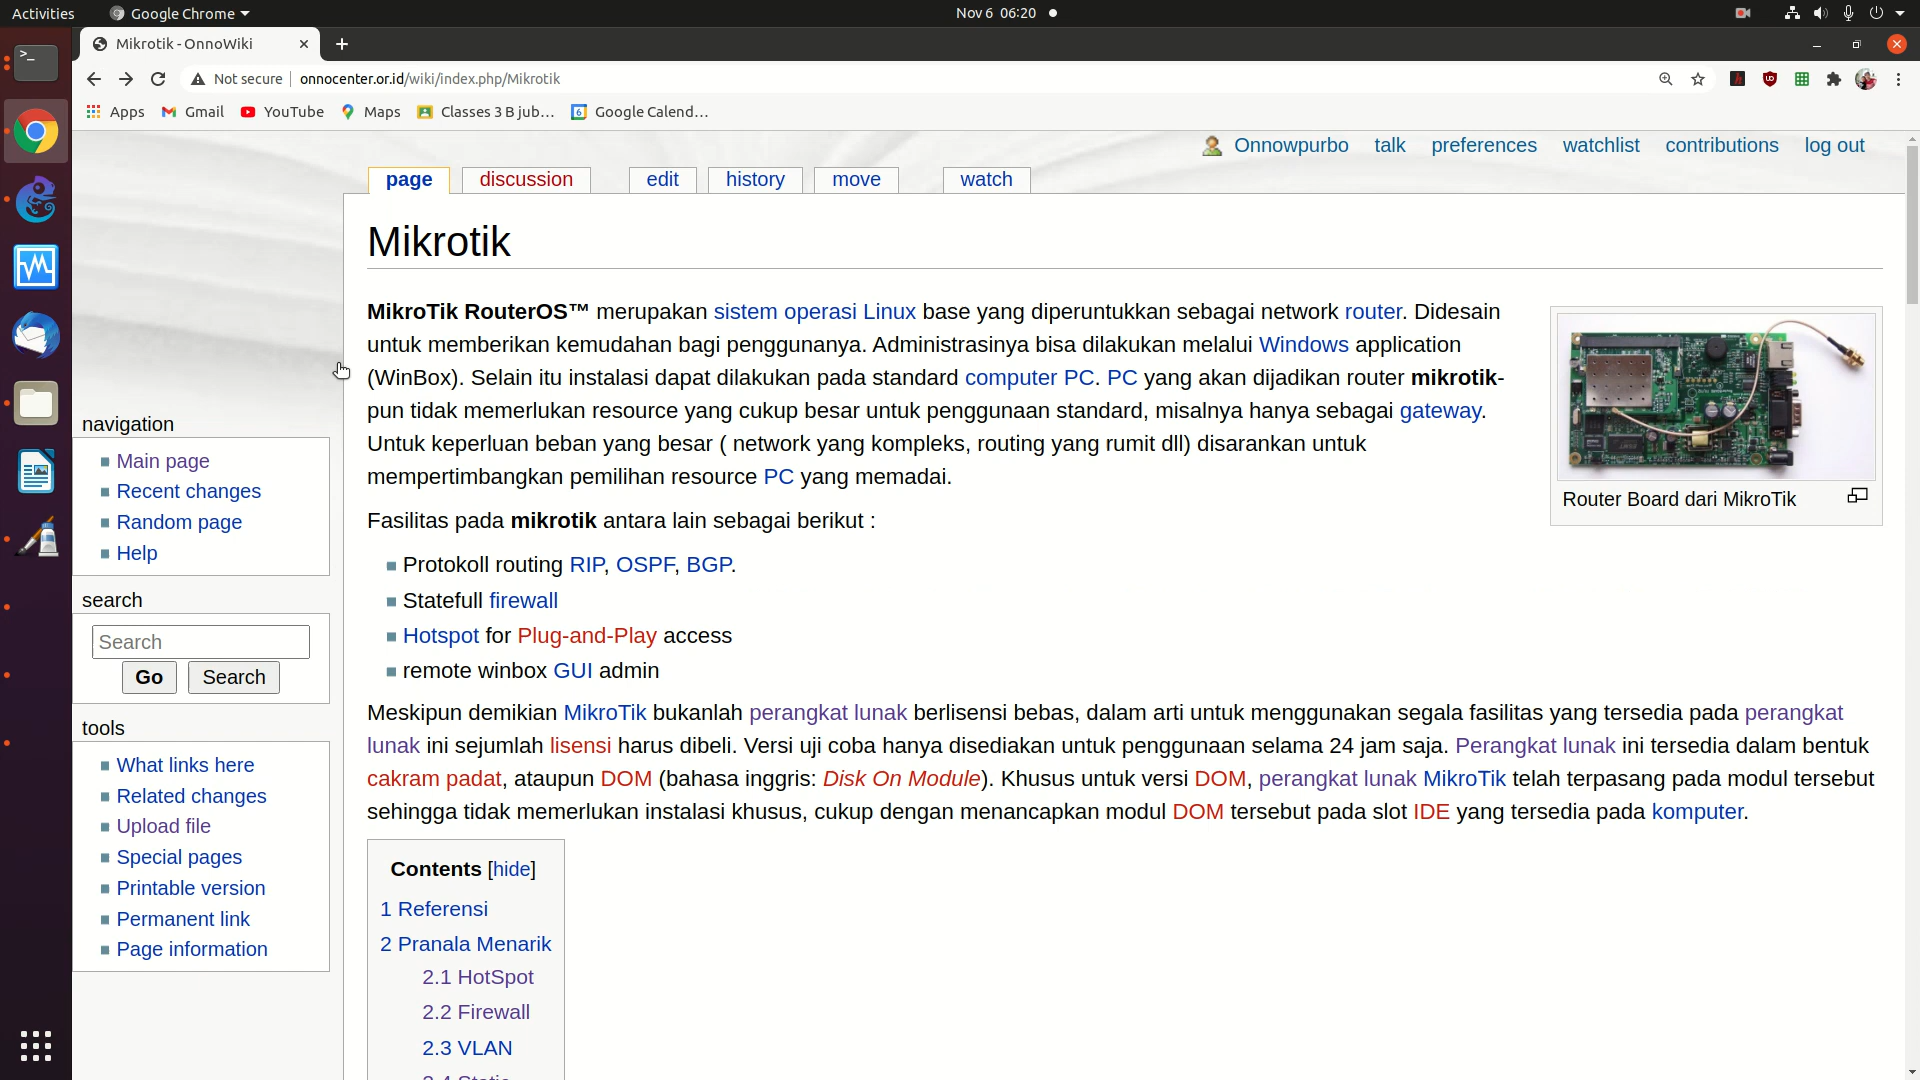 Activities
Google Chrome
Nov 6 06:20
Mikrotik - OnnoWiki
Not secure
onnocenter.or.id/wiki/index.php/Mikrotik
Apps
Gmail
YouTube
Maps
Classes 3 B jub...
6
Google Calend...
Onnowpurbo
talk
preferences
watchlist
contributions
log out
page
discussion
edit
history
move
watch
Mikrotik
MikroTik RouterOS™ merupakan sistem operasi Linux base yang diperuntukkan sebagai network router. Didesain
untuk memberikan kemudahan bagi penggunanya. Administrasinya bisa dilakukan melalui Windows application
(WinBox). Selain itu instalasi dapat dilakukan pada standard computer PC. PC yang akan dijadikan router mikrotik-
pun tidak memerlukan resource yang cukup besar untuk penggunaan standard, misalnya hanya sebagai gateway.
Untuk keperluan beban yang besar ( network yang kompleks, routing yang rumit dll) disarankan untuk
mempertimbangkan pemilihan resource PC yang memadai.
Router Board dari MikroTik
Fasilitas pada mikrotik antara lain sebagai berikut :
Protokoll routing RIP, OSPF, BGP.
Statefull firewall
Hotspot for Plug-and-Play access
remote winbox GUI admin
Meskipun demikian MikroTik bukanlah perangkat lunak berlisensi bebas, dalam arti untuk menggunakan segala fasilitas yang tersedia pada perangkat
lunak ini sejumlah lisensi harus dibeli. Versi uji coba hanya disediakan untuk penggunaan selama 24 jam saja. Perangkat lunak ini tersedia dalam bentuk
cakram padat, ataupun DOM (bahasa inggris: Disk On Module). Khusus untuk versi DOM, perangkat lunak MikroTik telah terpasang pada modul tersebut
sehingga tidak memerlukan instalasi khusus, cukup dengan menancapkan modul DOM tersebut pada slot IDE yang tersedia pada komputer.
Contents [hide]
1 Referensi
2 Pranala Menarik
2.1 HotSpot
2.2 Firewall
2.3 VLAN
navigation
Main page
Recent changes
Random page
Help
search
Search
Go
Search
tools
What links here
Related changes
Upload file
Special pages
Printable version
Permanent link
Page information